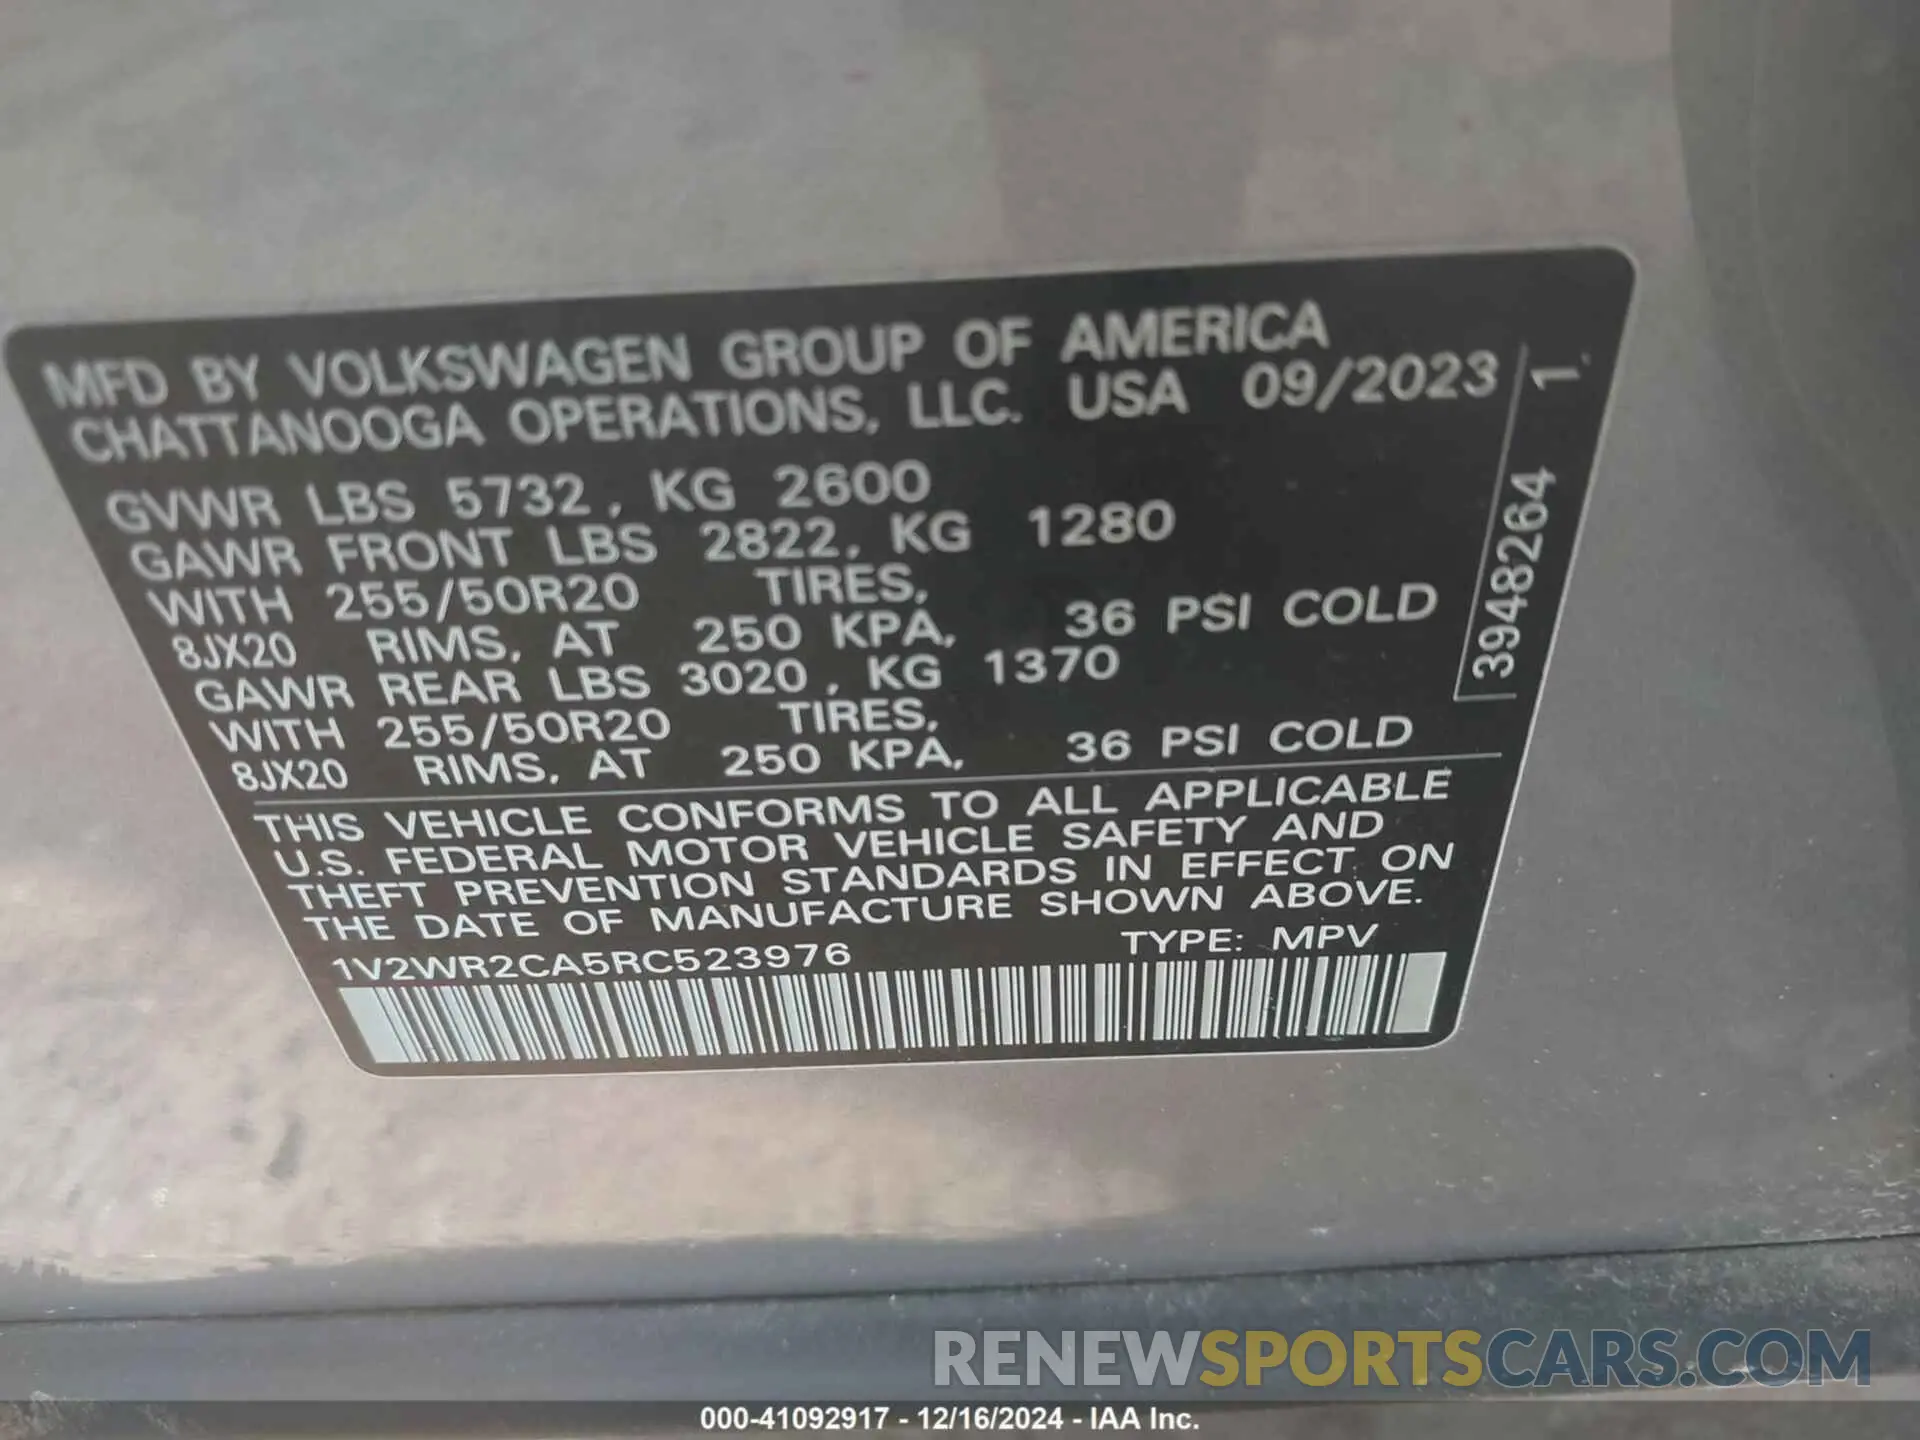 MFD BY VOLKSWAGEN GROUP OF AMERICA
CHATTANOOGA OPERATIONS, LLC. USA 09/2023
GVWR LBS 5732, KG 2600
GAWR FRONT LBS 2822, KG 1280
WITH 255/50R20 TIRES,
8JX20 RIMS, AT 250 KPA, 36 PSI COLD
GAWR REAR LBS 3020, KG 1370
WITH 255/50R20 TIRES,
8JX20 RIMS, AT 250 KPA, 36 PSI COLD
THIS VEHICLE CONFORMS TO ALL APPLICABLE
U.S. FEDERAL MOTOR VEHICLE SAFETY AND
THEFT PREVENTION STANDARDS IN EFFECT ON
THE DATE OF MANUFACTURE SHOWN ABOVE.
1V2WR2CA5RC523976 TYPE: MPV
3948264 1
RENEWSPORTSCARS.COM
000-41092917 - 12/16/2024 - IAA Inc.